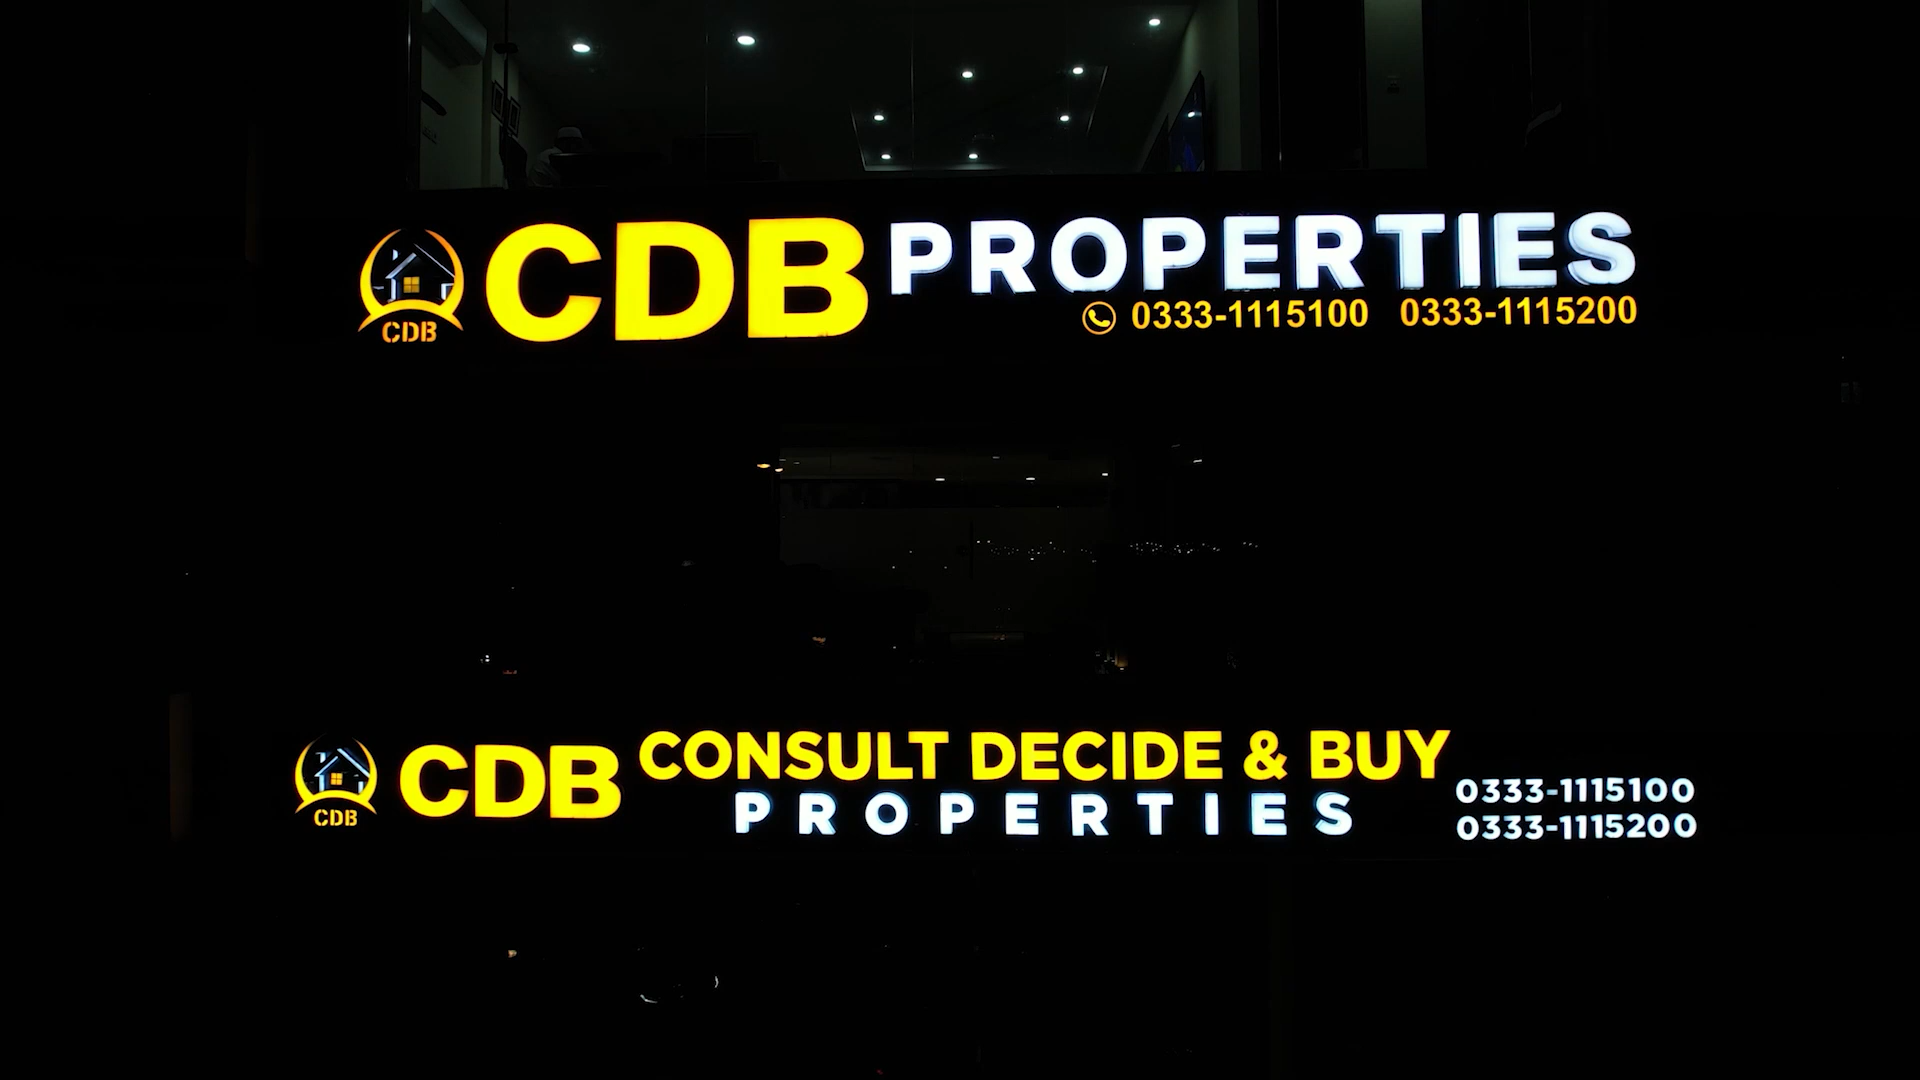 CDB PROPERTIES
CDB
0333-1115100 0333-1115200
CDB CONSULT DECIDE & BUY
PROPERTIES
CDB
0333-1115100
0333-1115200